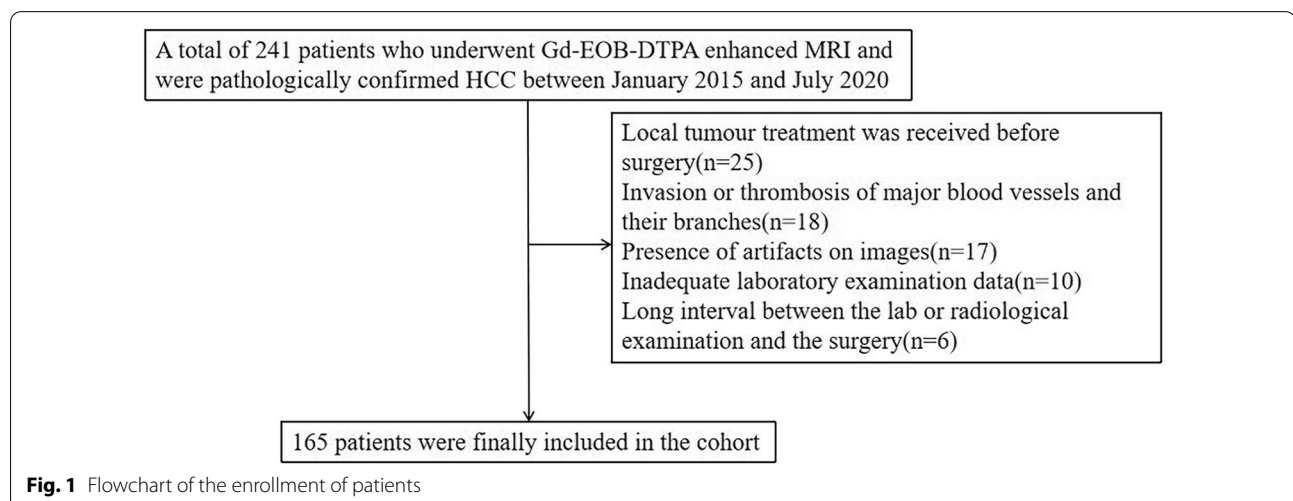 A total of 241 patients who underwent Gd-EOB-DTPA enhanced MRI and
were pathologically confirmed HCC between January 2015 and July 2020
Local tumour treatment was received before
surgery(n=25)
Invasion or thrombosis of major blood vessels and
their branches(n=18)
Presence of artifacts on images(n=17)
Inadequate laboratory examination data(n=10)
Long interval between the lab or radiological
examination and the surgery(n=6)
165 patients were finally included in the cohort
Fig. 1 Flowchart of the enrollment of patients